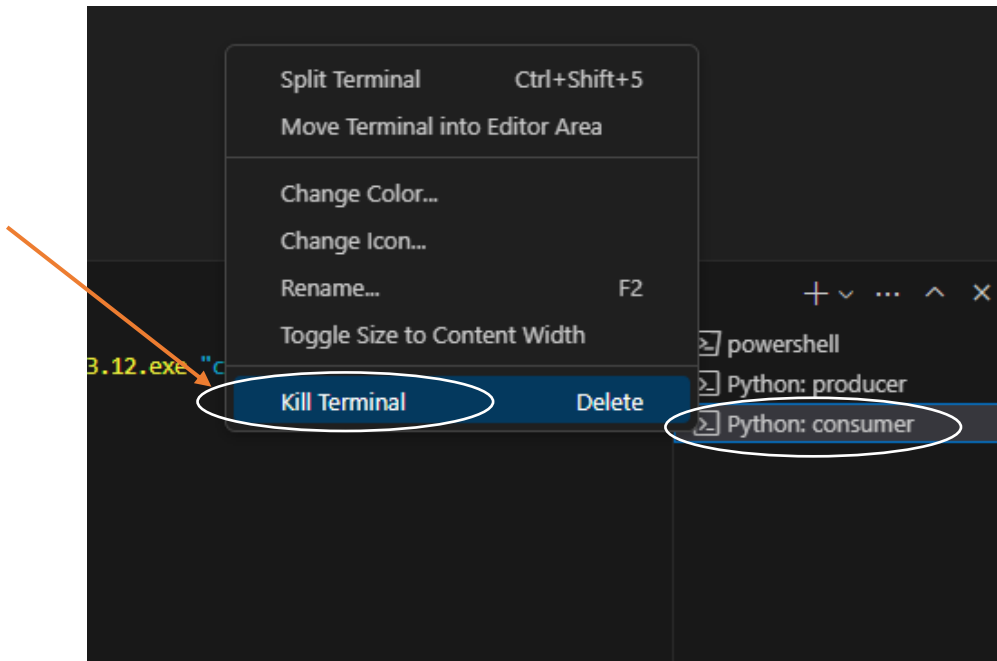 Split Terminal Ctrl+Shift+5
Move Terminal into Editor Area
Change Color...
Change Icon...
Rename... F2
Toggle Size to Content Width
Kill Terminal Delete
3.12.exe "c
powershell
Python: producer
Python: consumer